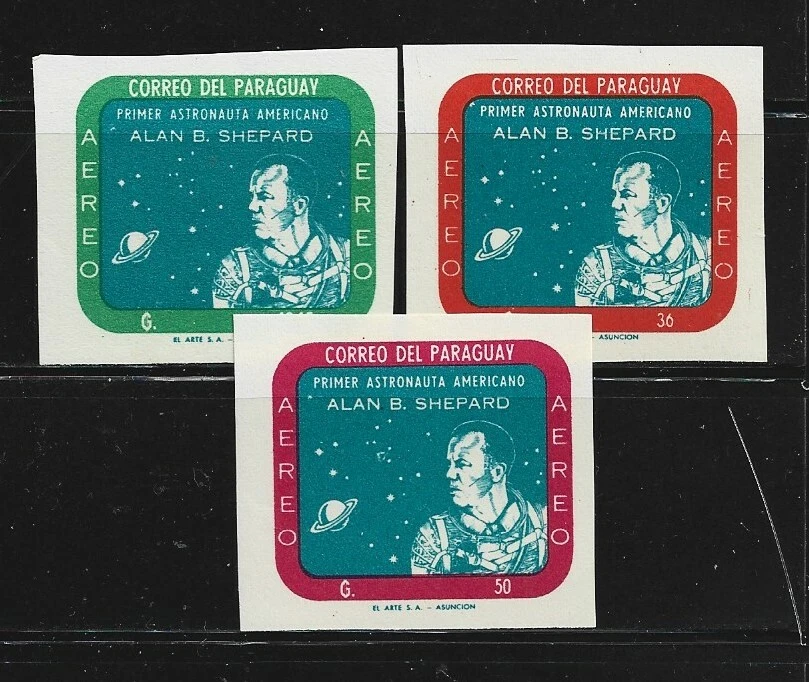 CORREO DEL PARAGUAY
PRIMER ASTRONAUTA AMERICANO
ALAN B. SHEPARD
AEREO
AEREO
G.
EL ARTE S.A. –
CORREO DEL PARAGUAY
PRIMER ASTRONAUTA AMERICANO
ALAN B. SHEPARD
AEREO
AEREO
36
ASUNCION
CORREO DEL PARAGUAY
PRIMER ASTRONAUTA AMERICANO
ALAN B. SHEPARD
AEREO
AEREO
G. 50
EL ARTE S.A. – ASUNCION